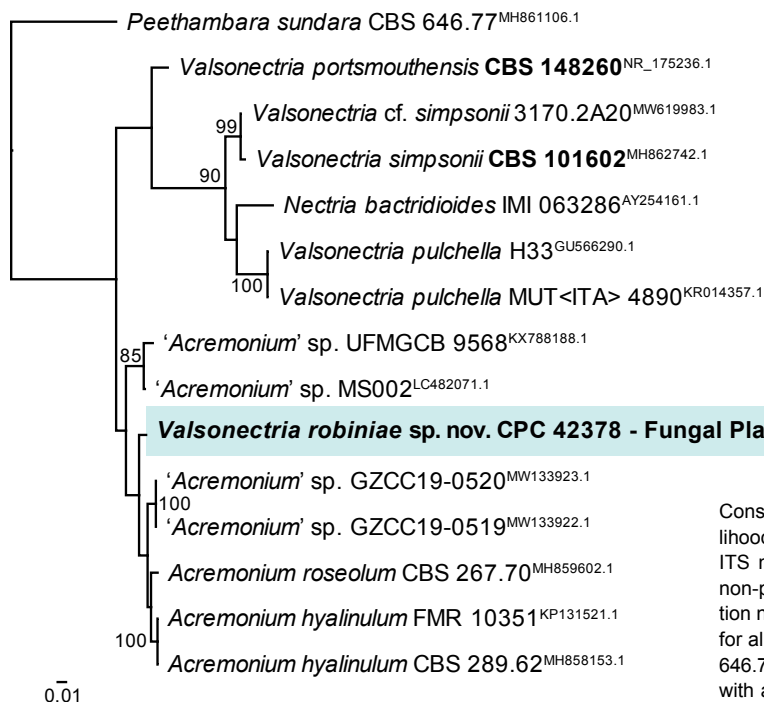 Peethambara sundara CBS 646.77MH861106.1
Valsonectria portsmouthensis CBS 148260NR_175236.1
Valsonectria cf. simpsonii 3170.2A20MW619983.1
99
Valsonectria simpsonii CBS 101602MH862742.1
90
Nectria bactridioides IMI 063286AY254161.1
Valsonectria pulchella H33GU566290.1
100
Valsonectria pulchella MUT<ITA> 4890KR014357.1
'Acremonium' sp. UFMGCB 9568KX788188.1
85
'Acremonium' sp. MS002LC482071.1
Valsonectria robiniae sp. nov. CPC 42378 - Fungal Pla
'Acremonium' sp. GZCC19-0520MW133923.1
100
'Acremonium' sp. GZCC19-0519MW133922.1
Acremonium roseolum CBS 267.70MH859602.1
Acremonium hyalinulum FMR 10351KP131521.1
100
Acremonium hyalinulum CBS 289.62MH858153.1
0.01
Cons
lihood
ITS n
non-p
tion n
for al
646.7
with a